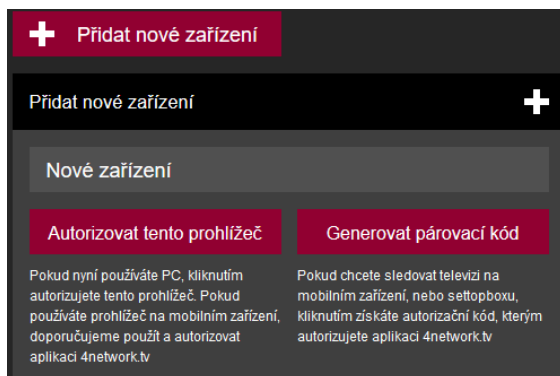 Přidat nové zařízení
Přidat nové zařízení
Nové zařízení
Autorizovat tento prohlížeč
Generovat párovací kód
Pokud nyní používáte PC, kliknutím
autorizujete tento prohlížeč. Pokud
používáte prohlížeč na mobilním zařízení,
doporučujeme použít a autorizovat
aplikaci 4network.tv
Pokud chcete sledovat televizi na
mobilním zařízení, nebo settopboxu,
kliknutím získáte autorizační kód, kterým
autorizujete aplikaci 4network.tv